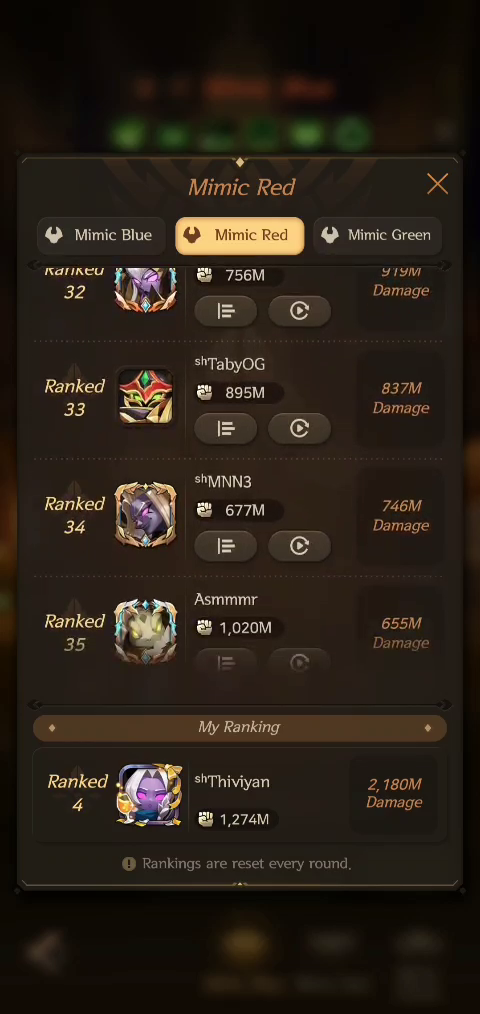 Mimic Red
Mimic Blue
Mimic Red
Mimic Green
Ranked
32
756M
919M
Damage
Ranked
33
shTabyOG
895M
837M
Damage
Ranked
34
shMNN3
677M
746M
Damage
Ranked
35
Asmmmr
1,020M
655M
Damage
My Ranking
Ranked
4
shThiviyan
1,274M
2,180M
Damage
Rankings are reset every round.